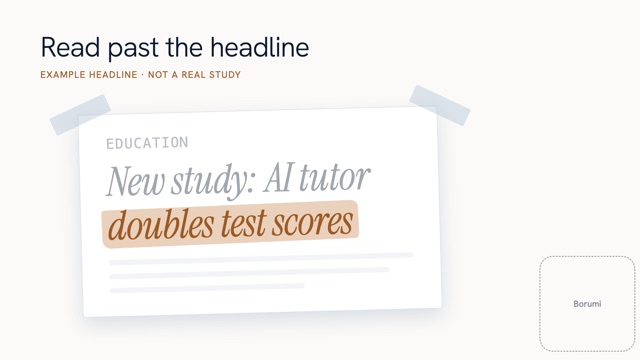 Read past the headline
EXAMPLE HEADLINE · NOT A REAL STUDY
EDUCATION
New study: AI tutor
doubles test scores
Borumi